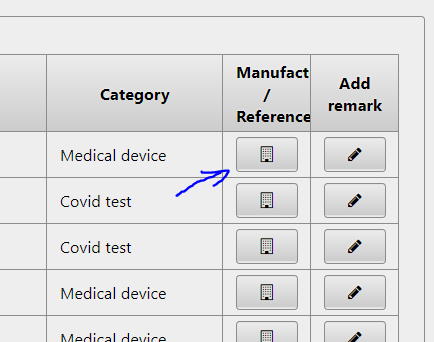 Category
Manufact
/
Reference
Add
remark
Medical device
Covid test
Covid test
Medical device
Medical device